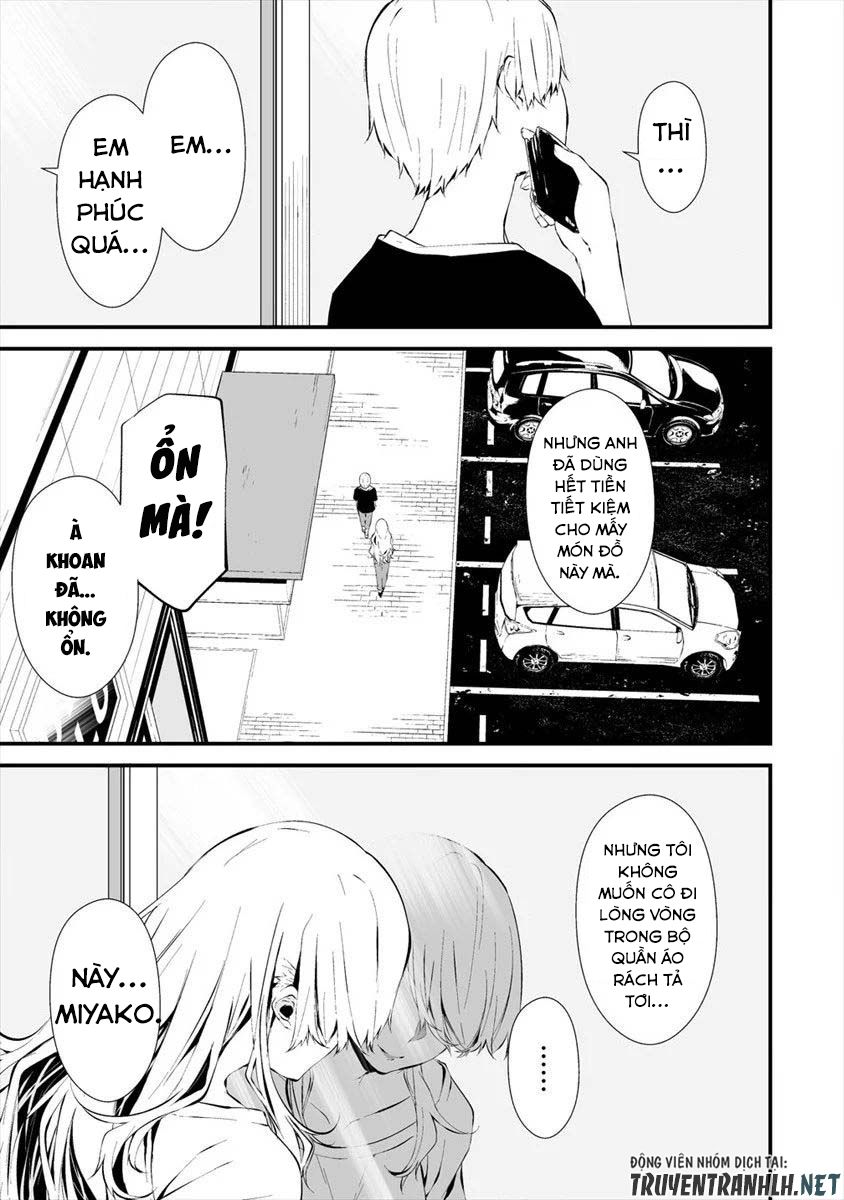 THÌ
...
EM...
EM
HẠNH
PHÚC
QUÁ...
NHƯNG ANH
ĐÃ DÙNG
HẾT TIỀN
TIẾT KIỆM
CHO MẤY
MÓN ĐỒ
NÀY MÀ.
ỔN
MÀ!
À
KHOAN
ĐÃ...
KHÔNG
ỔN.
NHƯNG TÔI
KHÔNG
MUỐN CÔ ĐI
LÒNG VÒNG
TRONG BỘ
QUẦN ÁO
RÁCH TẢ
TƠI...
......
NÀY...
MIYAKO.
ĐỘNG VIÊN NHÓM DỊCH TẠI:
TRUYENTRANHLH.NET